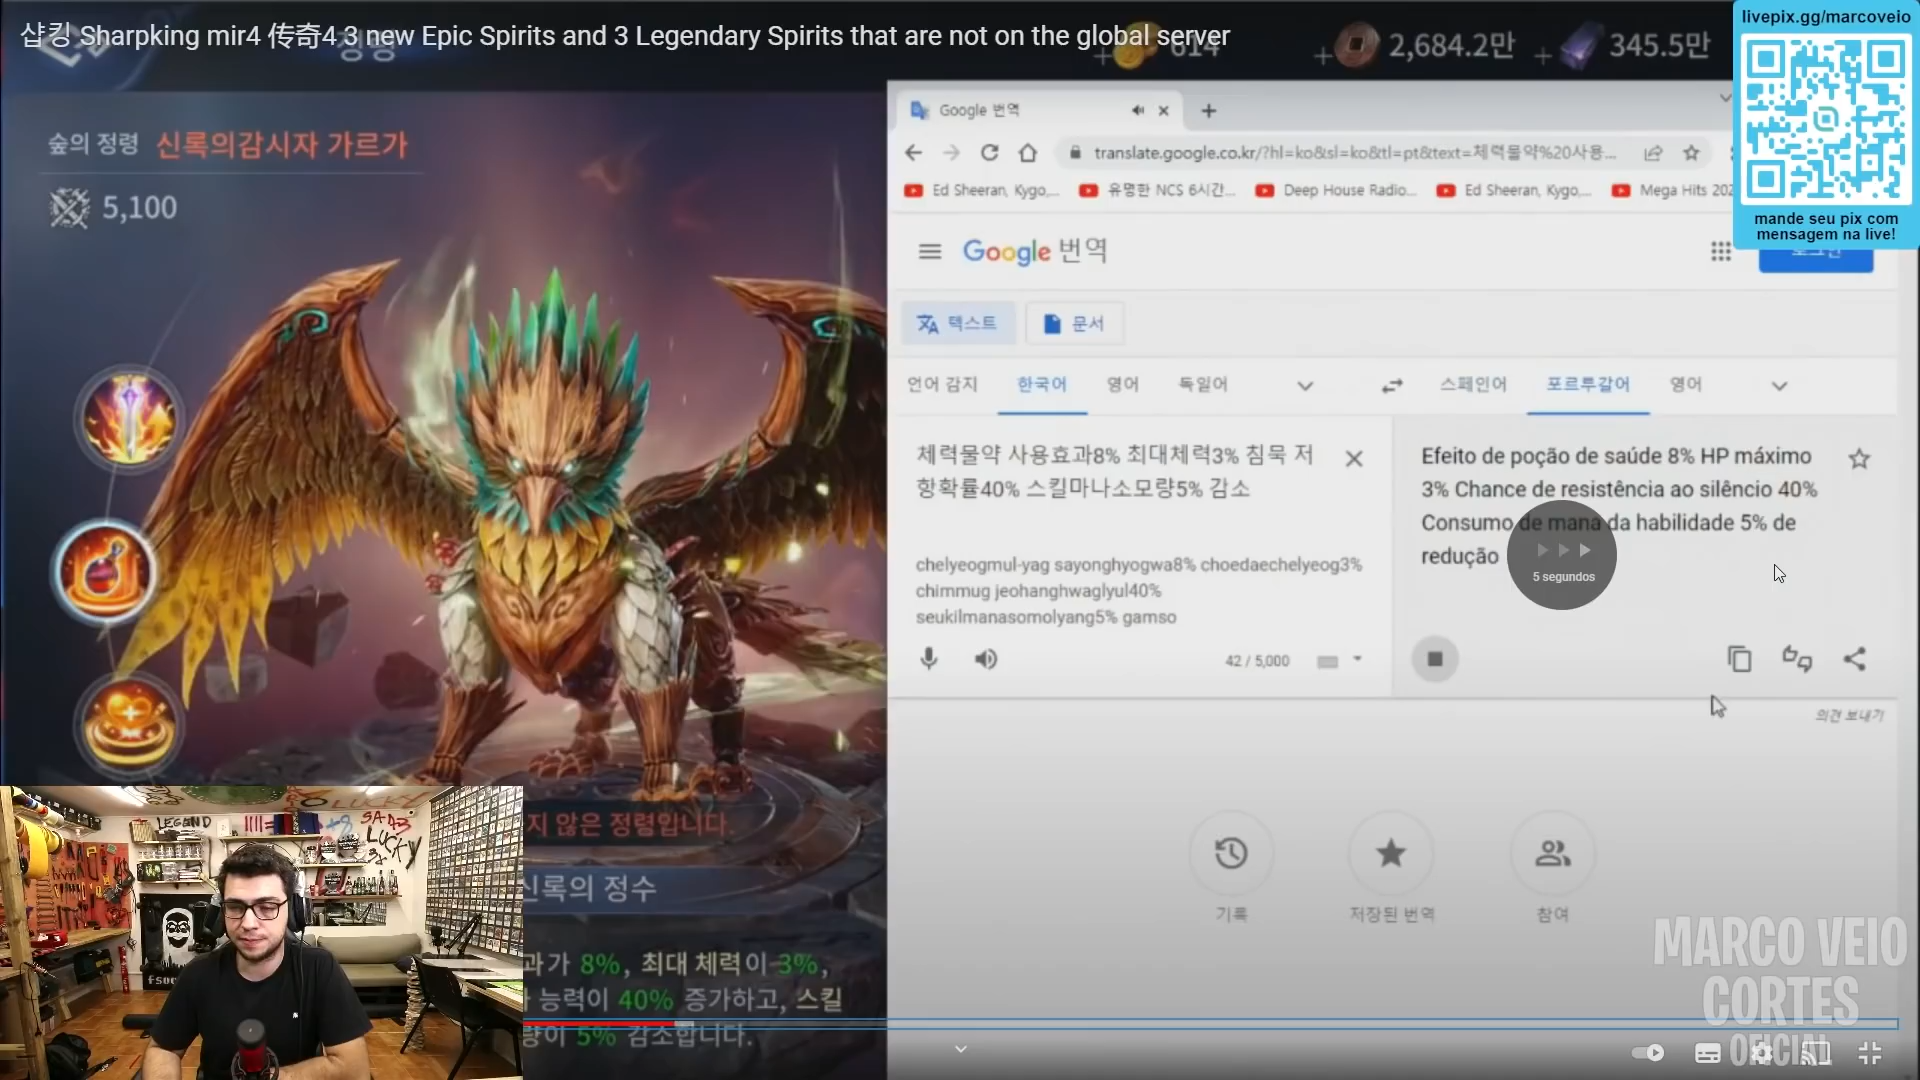 샵킹 Sharpking mir4 传奇4 3 new Epic Spirits and 3 Legendary Spirits that are not on the global server
614
2,684.2만
345.5만
livepix.gg/marcoveio
mande seu pix com
mensagem na live!
숲의 정령 신록의감시자 가르가
5,100
Google 번역
translate.google.co.kr/?hl=ko&sl=ko&tl=pt&text=체력물약%20사용...
Ed Sheeran, Kygo,...
유명한 NCS 6시간...
Deep House Radio...
Ed Sheeran, Kygo,...
Mega Hits 202
Google 번역
로그인
텍스트
문서
언어 감지
한국어
영어
독일어
스페인어
포르투갈어
영어
체력물약 사용효과8% 최대체력3% 침묵 저
항확률40% 스킬마나소모량5% 감소
chelyeogmul-yag sayonghyogwa8% choedaechelyeog3%
chimmug jeohanghwaglyul40%
seukilmanasomolyang5% gamso
42 / 5,000
Efeito de poção de saúde 8% HP máximo
3% Chance de resistência ao silêncio 40%
Consumo de mana da habilidade 5% de
redução
5 segundos
의견 보내기
기록
저장된 번역
참여
지 않은 정령입니다.
신록의 정수
과가 8%, 최대 체력이 3%,
능력이 40% 증가하고, 스킬
량이 5% 감소합니다.
LEGEND
LUCKY
SAD3
LUCKY
fsoc
MARCO VEIO
CORTES
OFICIAL